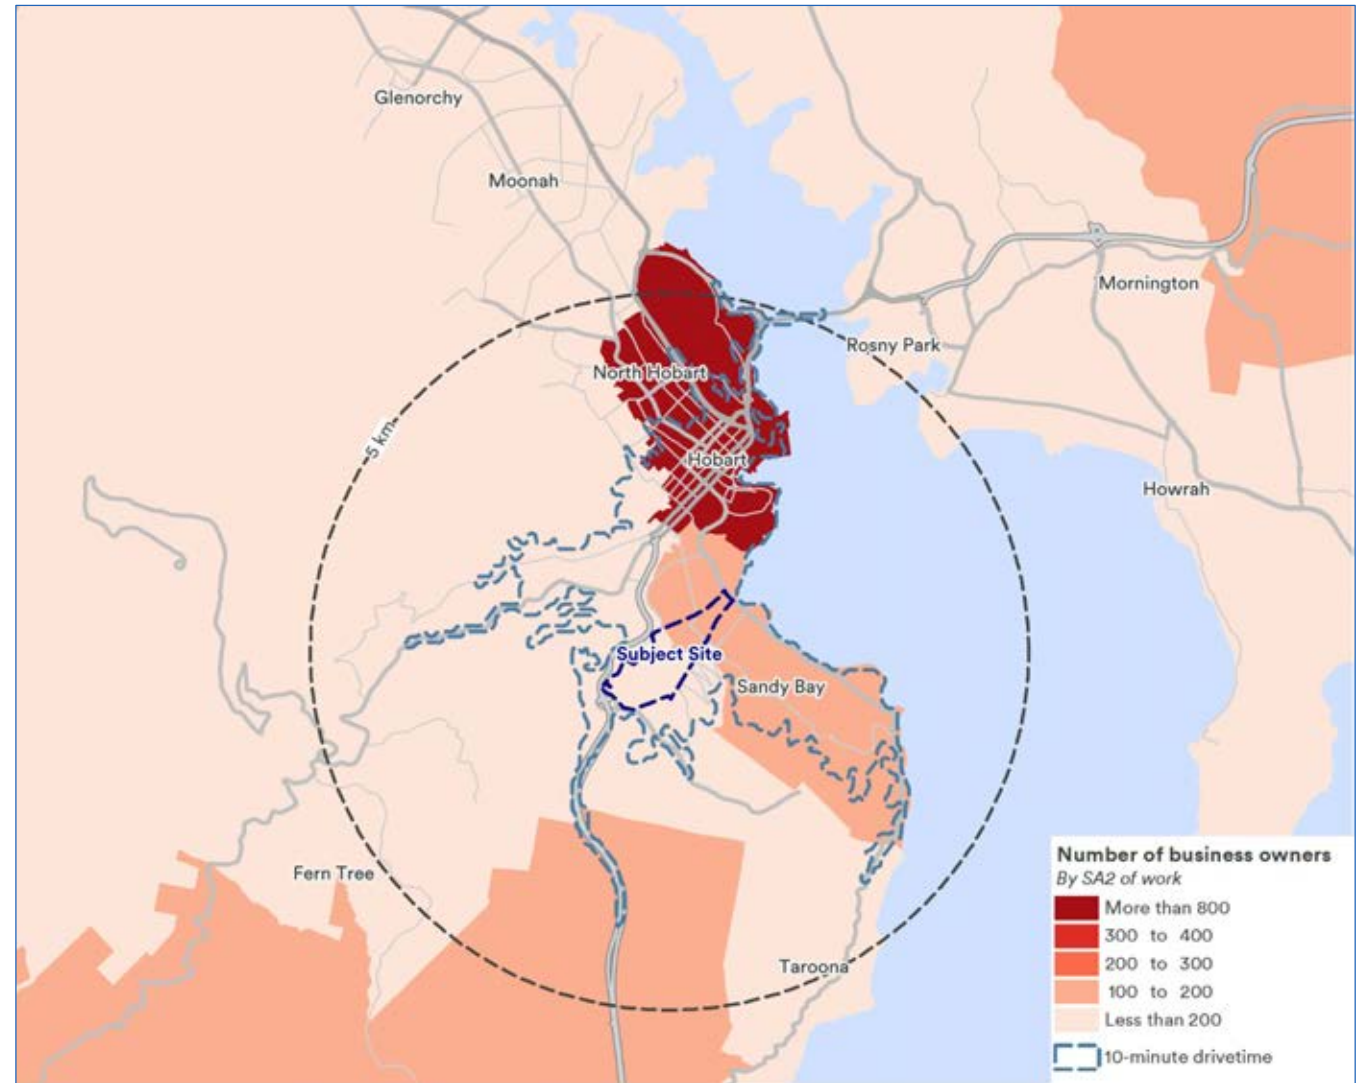 Glenorchy
Moonah
Mornington
Rosny Park
North Hobart
5 km
Hobart
Howrah
Subject Site
Sandy Bay
Fern Tree
Taroona
Number of business owners
By SA2 of work
More than 800
300 to 400
200 to 300
100 to 200
Less than 200
10-minute drivetime